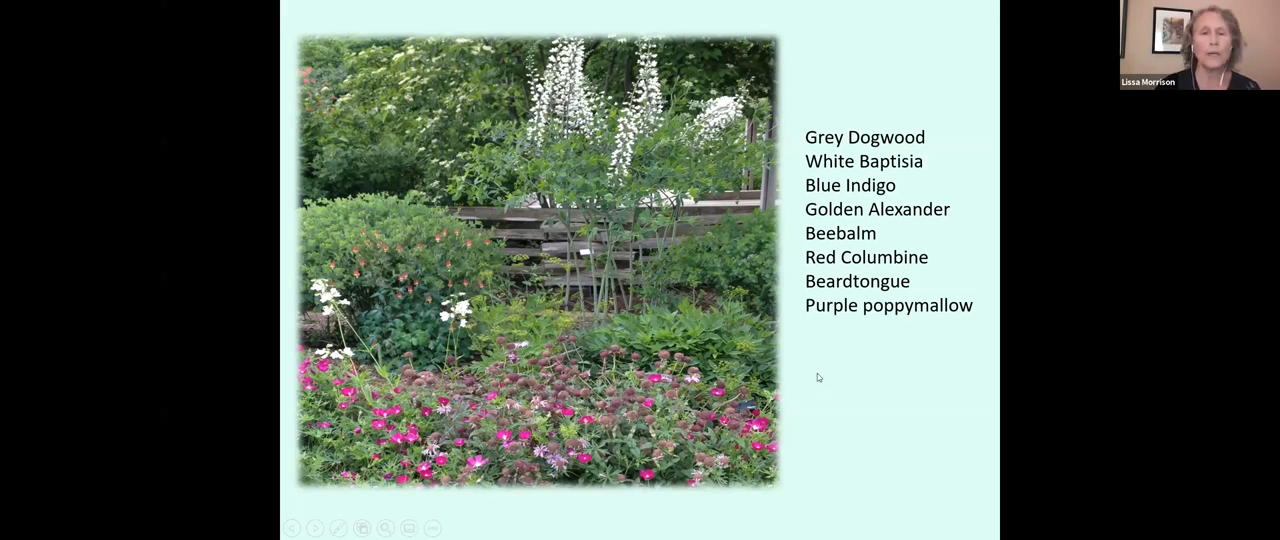 Grey Dogwood
White Baptisia
Blue Indigo
Golden Alexander
Beebalm
Red Columbine
Beardtongue
Purple poppymallow
Lissa Morrison